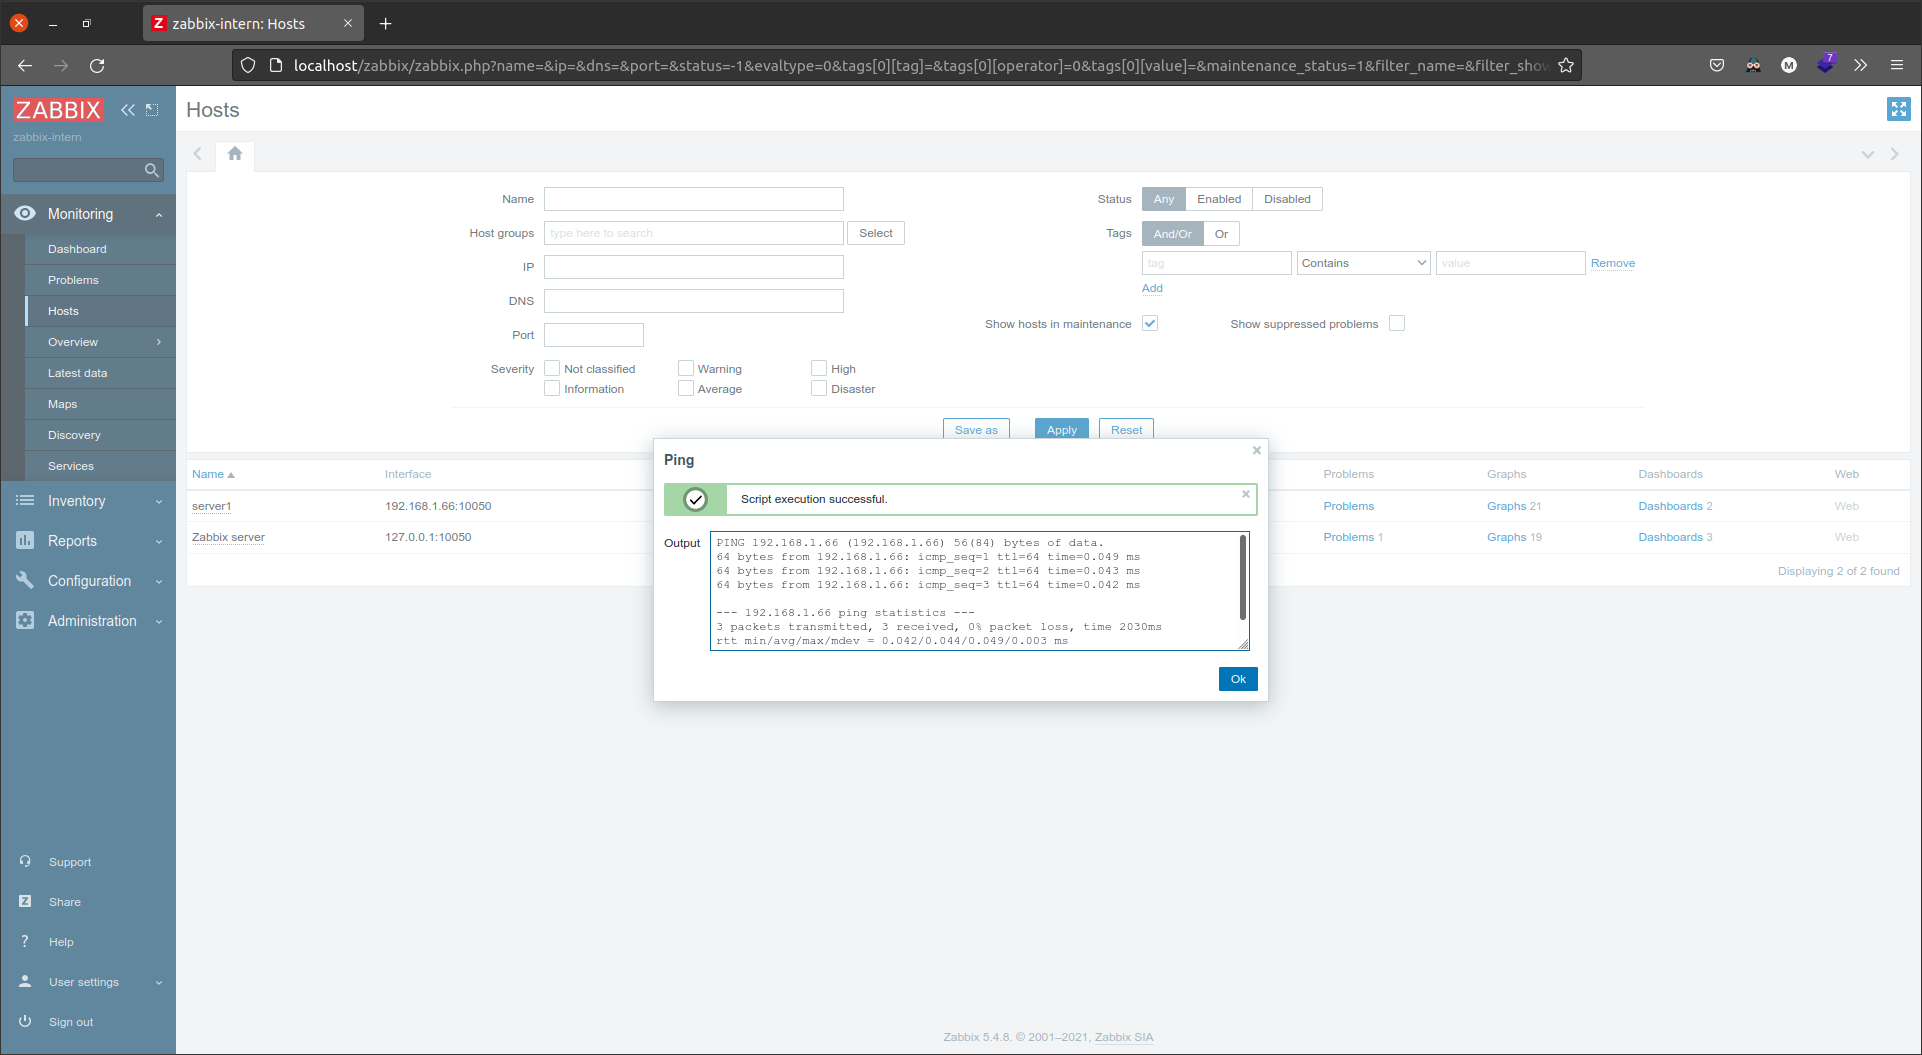 zabbix-intern: Hosts
localhost/zabbix/zabbix.php?name=&ip=&dns=&port=&status=-1&evaltype=0&tags[0][tag]=&tags[0][operator]=0&tags[0][value]=&maintenance_status=1&filter_name=&filter_show
M
7
ZABBIX
zabbix-intern
Monitoring
Dashboard
Problems
Hosts
Overview
Latest data
Maps
Discovery
Services
Inventory
Reports
Configuration
Administration
Support
Share
Help
User settings
Sign out
Hosts
Name
Host groups type here to search Select
IP
DNS
Port
Severity Not classified Warning High
Information Average Disaster
Status Any Enabled Disabled
Tags And/Or Or
tag Contains value Remove
Add
Show hosts in maintenance Show suppressed problems
Save as Apply Reset
Name Interface Problems Graphs Dashboards Web
server1 192.168.1.66:10050 Problems Graphs 21 Dashboards 2 Web
Zabbix server 127.0.0.1:10050 Problems 1 Graphs 19 Dashboards 3 Web
Displaying 2 of 2 found
Ping
Script execution successful.
Output
PING 192.168.1.66 (192.168.1.66) 56(84) bytes of data.
64 bytes from 192.168.1.66: icmp_seq=1 ttl=64 time=0.049 ms
64 bytes from 192.168.1.66: icmp_seq=2 ttl=64 time=0.043 ms
64 bytes from 192.168.1.66: icmp_seq=3 ttl=64 time=0.042 ms
--- 192.168.1.66 ping statistics ---
3 packets transmitted, 3 received, 0% packet loss, time 2030ms
rtt min/avg/max/mdev = 0.042/0.044/0.049/0.003 ms
Ok
Zabbix 5.4.8. © 2001–2021, Zabbix SIA